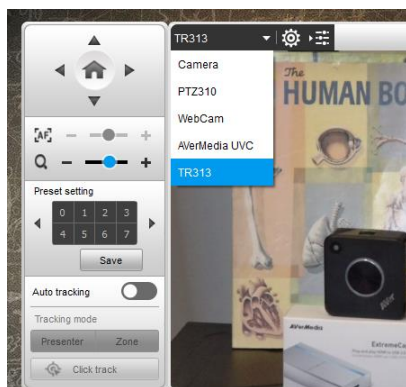 TR313
Camera
PTZ310
WebCam
AVerMedia UVC
TR313
The
HUMAN BO
[AF]
Preset setting
0 1 2 3
4 5 6 7
Save
Auto tracking
Tracking mode
Presenter Zone
Click track
AVer
AVerMedia
ExtremeCa